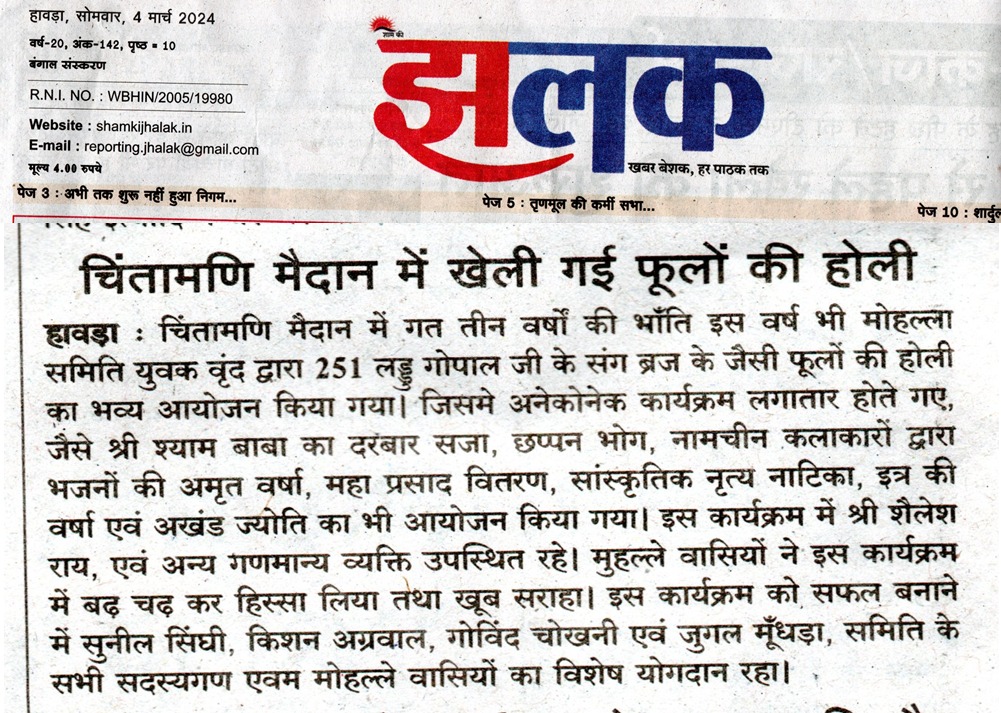 हावड़ा, सोमवार, 4 मार्च 2024
वर्ष-20, अंक-142, पृष्ठ = 10
बंगाल संस्करण
R.N.I. NO. : WBHIN/2005/19980
Website : shamkijhalak.in
E-mail : reporting.jhalak@gmail.com
मूल्य 4.00 रुपये
शाम की
झलक
खबर बेशक, हर पाठक तक
पेज 3 : अभी तक शुरू नहीं हुआ निगम...
पेज 5 : तृणमूल की कर्मी सभा...
पेज 10 : शार्दुल
चिंतामणि मैदान में खेली गई फूलों की होली
हावड़ा : चिंतामणि मैदान में गत तीन वर्षों की भाँति इस वर्ष भी मोहल्ला
समिति युवक वृंद द्वारा 251 लड्डु गोपाल जी के संग ब्रज के जैसी फूलों की होली
का भव्य आयोजन किया गया। जिसमे अनेकोनेक कार्यक्रम लगातार होते गए,
जैसे श्री श्याम बाबा का दरबार सजा, छप्पन भोग, नामचीन कलाकारों द्वारा
भजनों की अमृत वर्षा, महा प्रसाद वितरण, सांस्कृतिक नृत्य नाटिका, इत्र की
वर्षा एवं अखंड ज्योति का भी आयोजन किया गया। इस कार्यक्रम में श्री शैलेश
राय, एवं अन्य गणमान्य व्यक्ति उपस्थित रहे। मुहल्ले वासियों ने इस कार्यक्रम
में बढ़ चढ़ कर हिस्सा लिया तथा खूब सराहा। इस कार्यक्रम को सफल बनाने
में सुनील सिंघी, किशन अग्रवाल, गोविंद चोखनी एवं जुगल मूँधड़ा, समिति के
सभी सदस्यगण एवम मोहल्ले वासियों का विशेष योगदान रहा।